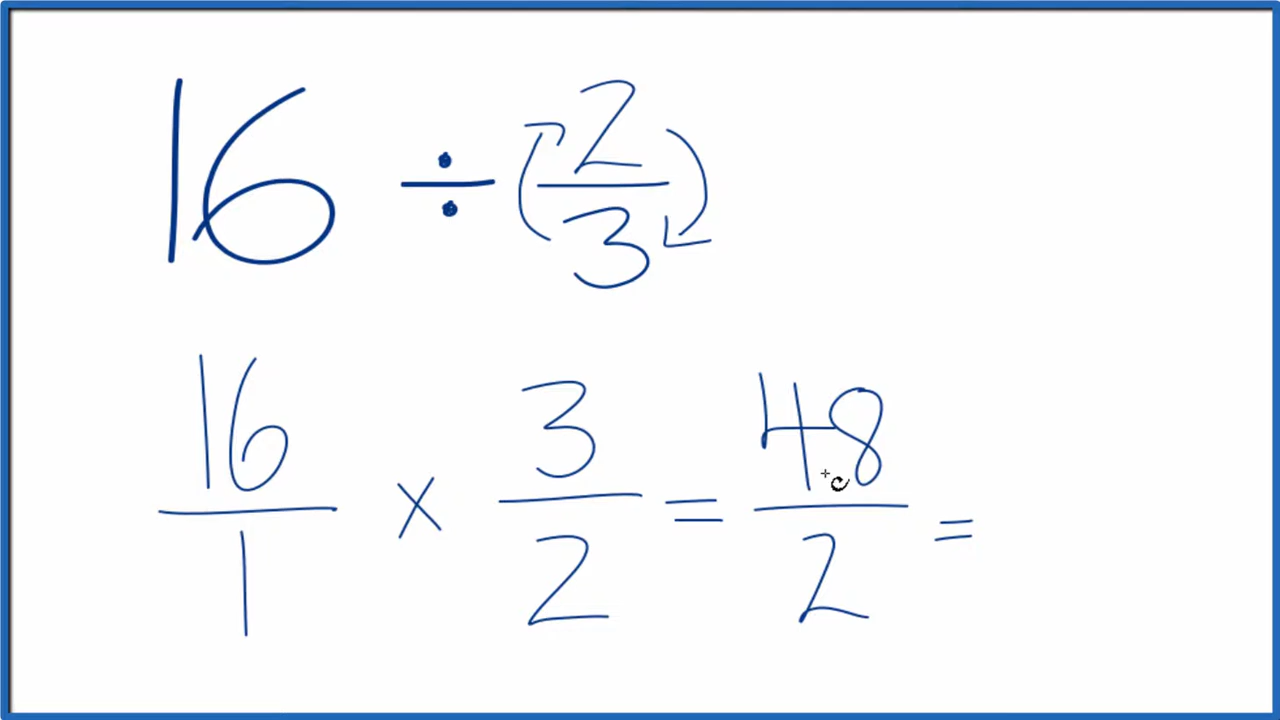 16 ÷ 2/3
16/1 × 3/2 = 48/2 =